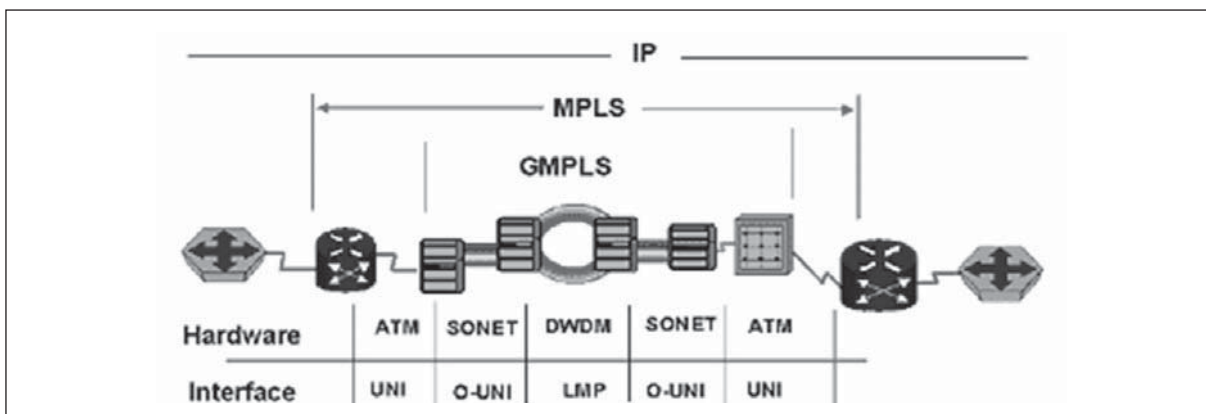 IP
MPLS
GMPLS
Hardware ATM SONET DWDM SONET ATM
Interface UNI O-UNI LMP O-UNI UNI